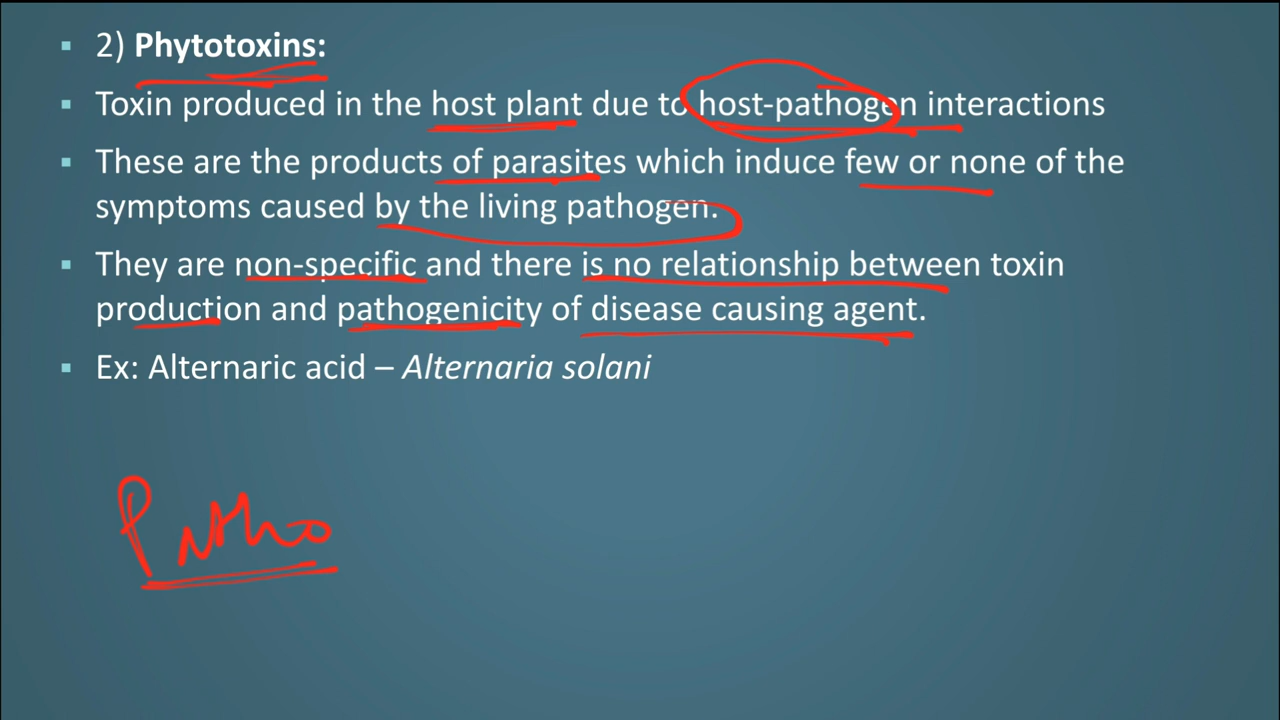 2) Phytotoxins:
Toxin produced in the host plant due to host-pathogen interactions
These are the products of parasites which induce few or none of the
symptoms caused by the living pathogen.
They are non-specific and there is no relationship between toxin
production and pathogenicity of disease causing agent.
Ex: Alternaric acid – Alternaria solani
Patho